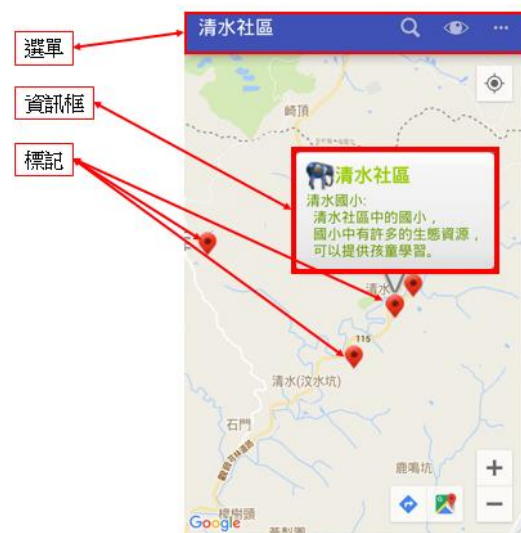 清水社區
選單
資訊框
標記
崎頂
清水社區
清水國小:
清水社區中的國小，
國小中有許多的生態資源，
可以提供孩童學習。
清水
115
清水(汶水坑)
石門
鹿鳴坑
樟樹頭
Google